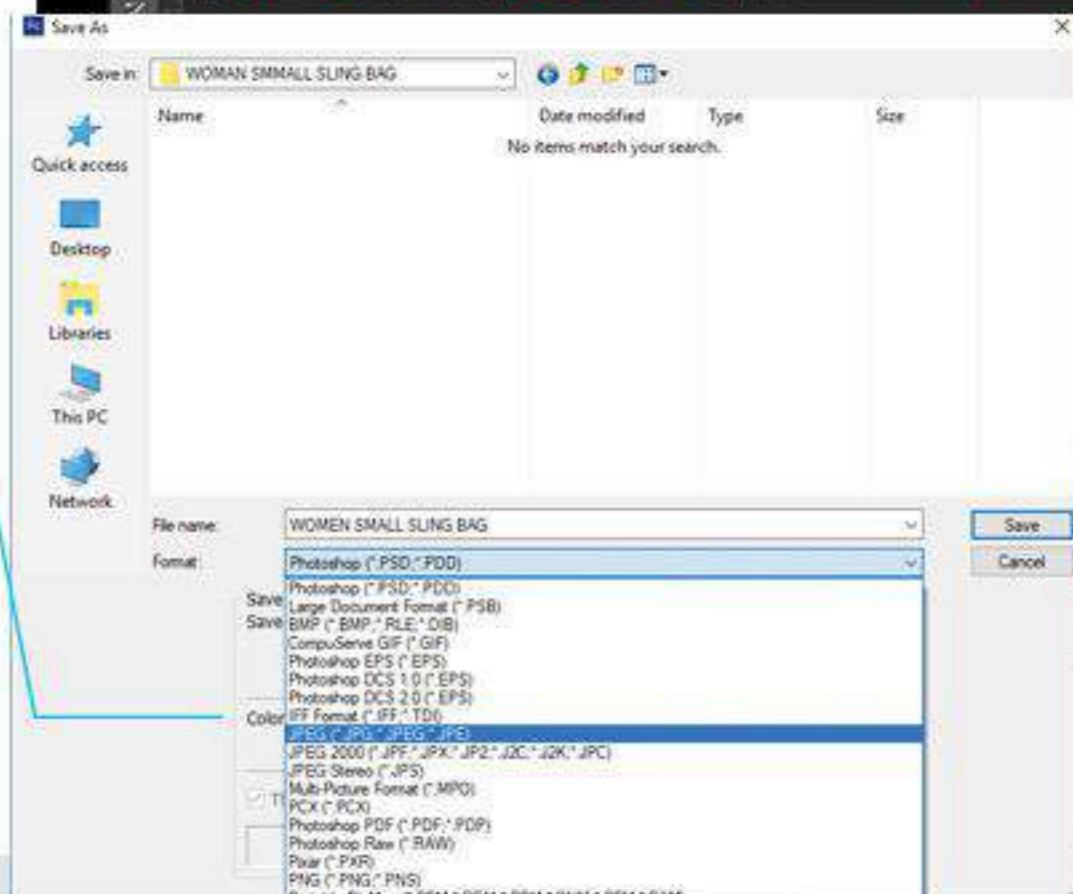 Save As
Save in:
WOMAN SMMALL SLING BAG
Name
Date modified
Type
Size
No items match your search.
Quick access
Desktop
Libraries
This PC
Network
File name:
WOMEN SMALL SLING BAG
Save
Format:
Photoshop (*.PSD;*.PDD)
Cancel
Photoshop (*.PSD;*.PDD)
Save
Large Document Format (*.PSB)
Save
BMP (*.BMP;*.RLE;*.DIB)
CompuServe GIF (*.GIF)
Photoshop EPS (*.EPS)
Photoshop DCS 1.0 (*.EPS)
Photoshop DCS 2.0 (*.EPS)
Color
IFF Format (*.IFF;*.TDI)
JPEG (*.JPG;*.JPEG;*.JPE)
JPEG 2000 (*.JPF;*.JPX;*.JP2;*.J2C;*.J2K;*.JPC)
JPEG Stereo (*.JPS)
Multi-Picture Format (*.MPO)
PCX (*.PCX)
Photoshop PDF (*.PDF;*.PDP)
Photoshop Raw (*.RAW)
Pixar (*.PXR)
PNG (*.PNG;*.PNS)